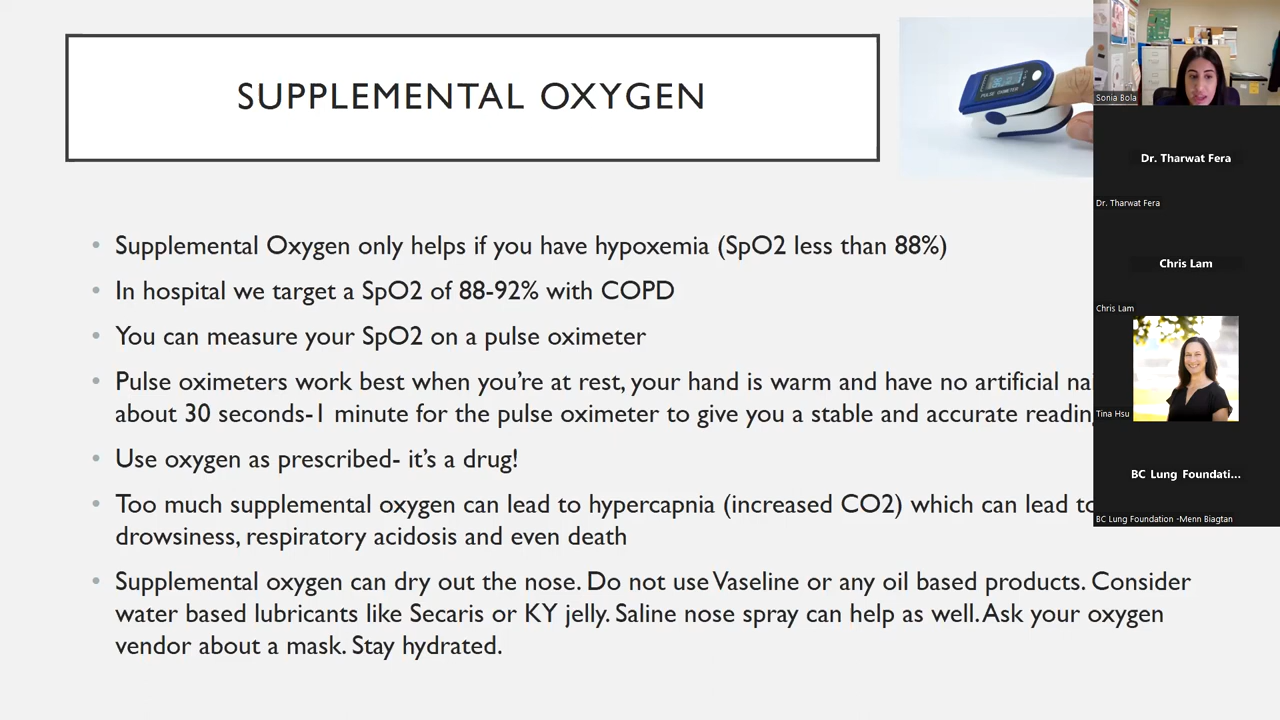 SUPPLEMENTAL OXYGEN
PULSE OXIMETER
Supplemental Oxygen only helps if you have hypoxemia (SpO2 less than 88%)
In hospital we target a SpO2 of 88-92% with COPD
You can measure your SpO2 on a pulse oximeter
Pulse oximeters work best when you’re at rest, your hand is warm and have no artificial
about 30 seconds-1 minute for the pulse oximeter to give you a stable and accurate
Use oxygen as prescribed- it’s a drug!
Too much supplemental oxygen can lead to hypercapnia (increased CO2) which can lead to
drowsiness, respiratory acidosis and even death
Supplemental oxygen can dry out the nose. Do not use Vaseline or any oil based products. Consider
water based lubricants like Secaris or KY jelly. Saline nose spray can help as well. Ask your oxygen
vendor about a mask. Stay hydrated.
Sonia Bola
Dr. Tharwat Fera
Dr. Tharwat Fera
Chris Lam
Chris Lam
Tina Hsu
BC Lung Foundati...
BC Lung Foundation -Menn Biagtan